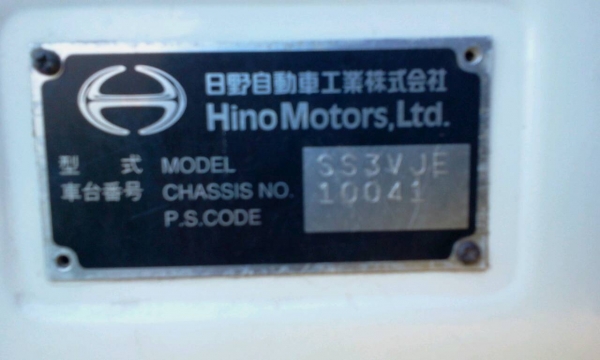 日野自動車工業株式会社
Hino Motors, Ltd.
型 式 MODEL SS3VJE
車台番号 CHASSIS NO. 10041
P.S.CODE